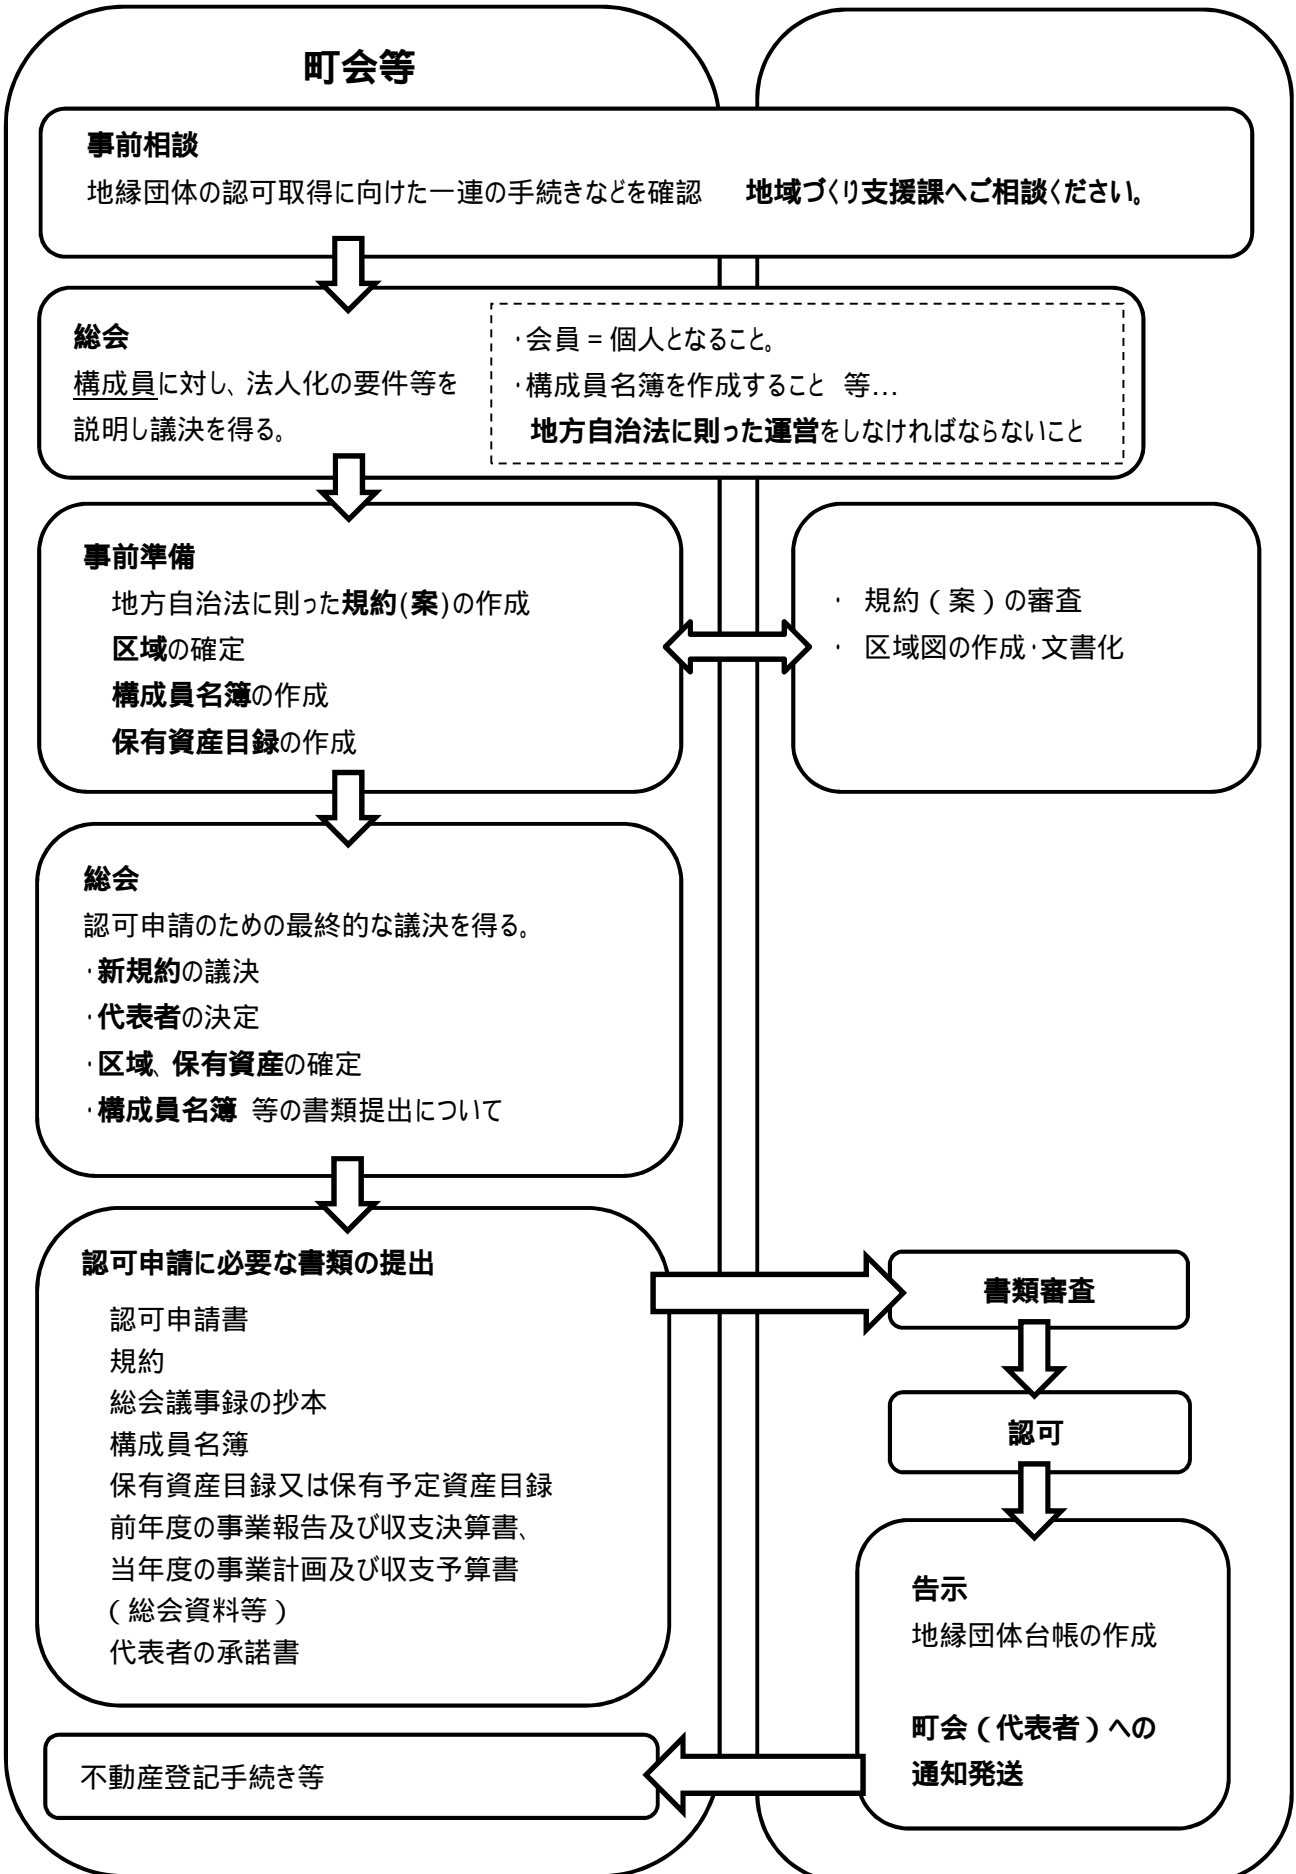 町会等
事前相談
地縁団体の認可取得に向けた一連の手続きなどを確認　地域づくり支援課へご相談ください。
総会
構成員に対し、法人化の要件等を
説明し議決を得る。
・会員＝個人となること。
・構成員名簿を作成すること　等…
地方自治法に則った運営をしなければならないこと
事前準備
地方自治法に則った規約(案)の作成
区域の確定
構成員名簿の作成
保有資産目録の作成
・　規約（案）の審査
・　区域図の作成・文書化
総会
認可申請のための最終的な議決を得る。
・新規約の議決
・代表者の決定
・区域、保有資産の確定
・構成員名簿　等の書類提出について
認可申請に必要な書類の提出
認可申請書
規約
総会議事録の抄本
構成員名簿
保有資産目録又は保有予定資産目録
前年度の事業報告及び収支決算書、
当年度の事業計画及び収支予算書
（総会資料等）
代表者の承諾書
書類審査
認可
告示
地縁団体台帳の作成
町会（代表者）への
通知発送
不動産登記手続き等